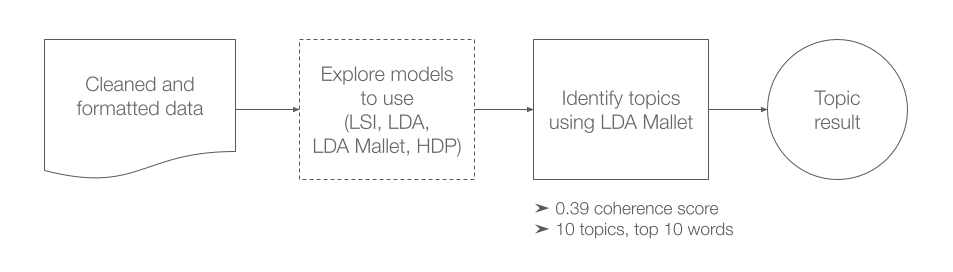 Cleaned and
formatted data
Explore models
to use
(LSI, LDA,
LDA Mallet, HDP)
Identify topics
using LDA Mallet
Topic
result
➤ 0.39 coherence score
➤ 10 topics, top 10 words